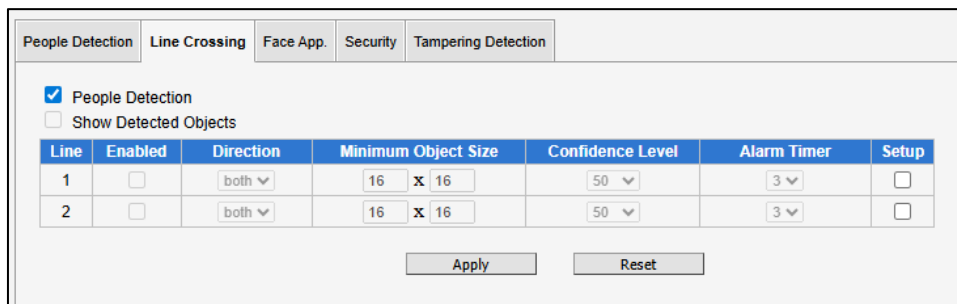 People Detection Line Crossing Face App. Security Tampering Detection
People Detection
Show Detected Objects
Line Enabled Direction Minimum Object Size Confidence Level Alarm Timer Setup
1 both 16 x 16 50 3
2 both 16 x 16 50 3
Apply Reset